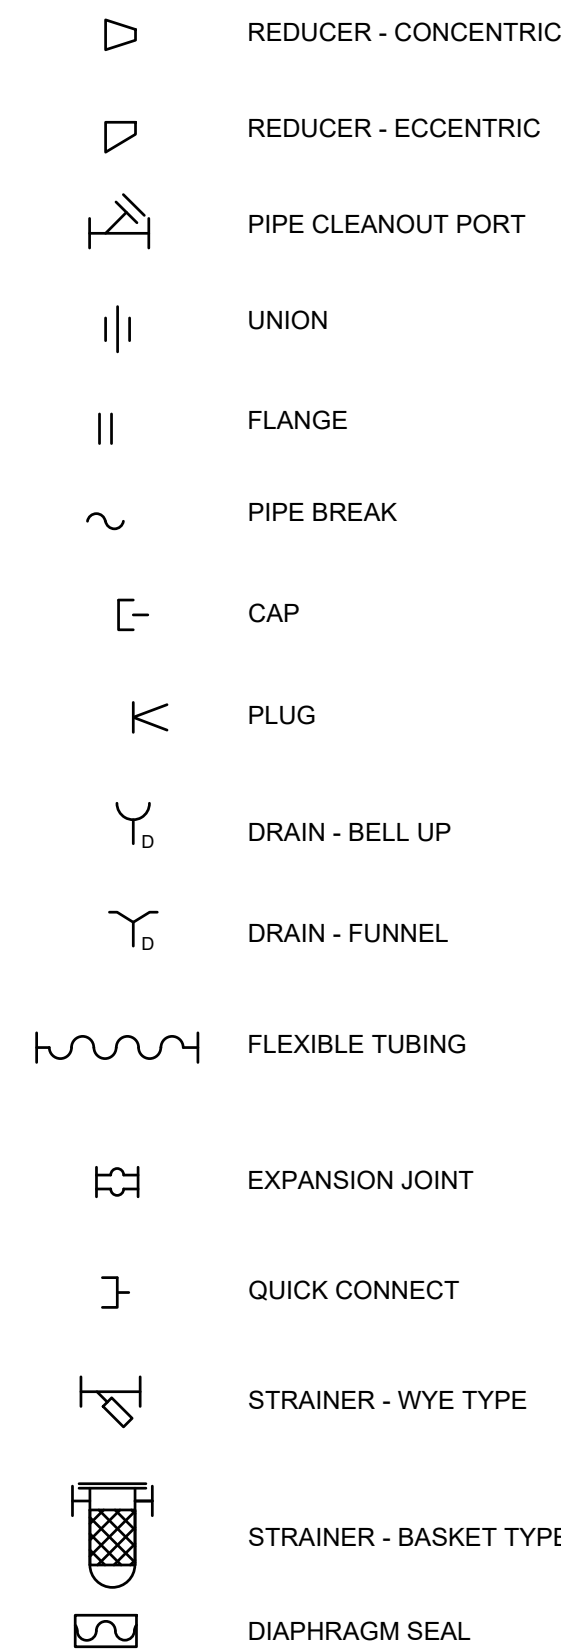 REDUCER - CONCENTRIC
REDUCER - ECCENTRIC
PIPE CLEANOUT PORT
UNION
FLANGE
PIPE BREAK
CAP
PLUG
D
DRAIN - BELL UP
D
DRAIN - FUNNEL
FLEXIBLE TUBING
EXPANSION JOINT
QUICK CONNECT
STRAINER - WYE TYPE
STRAINER - BASKET TYPE
DIAPHRAGM SEAL